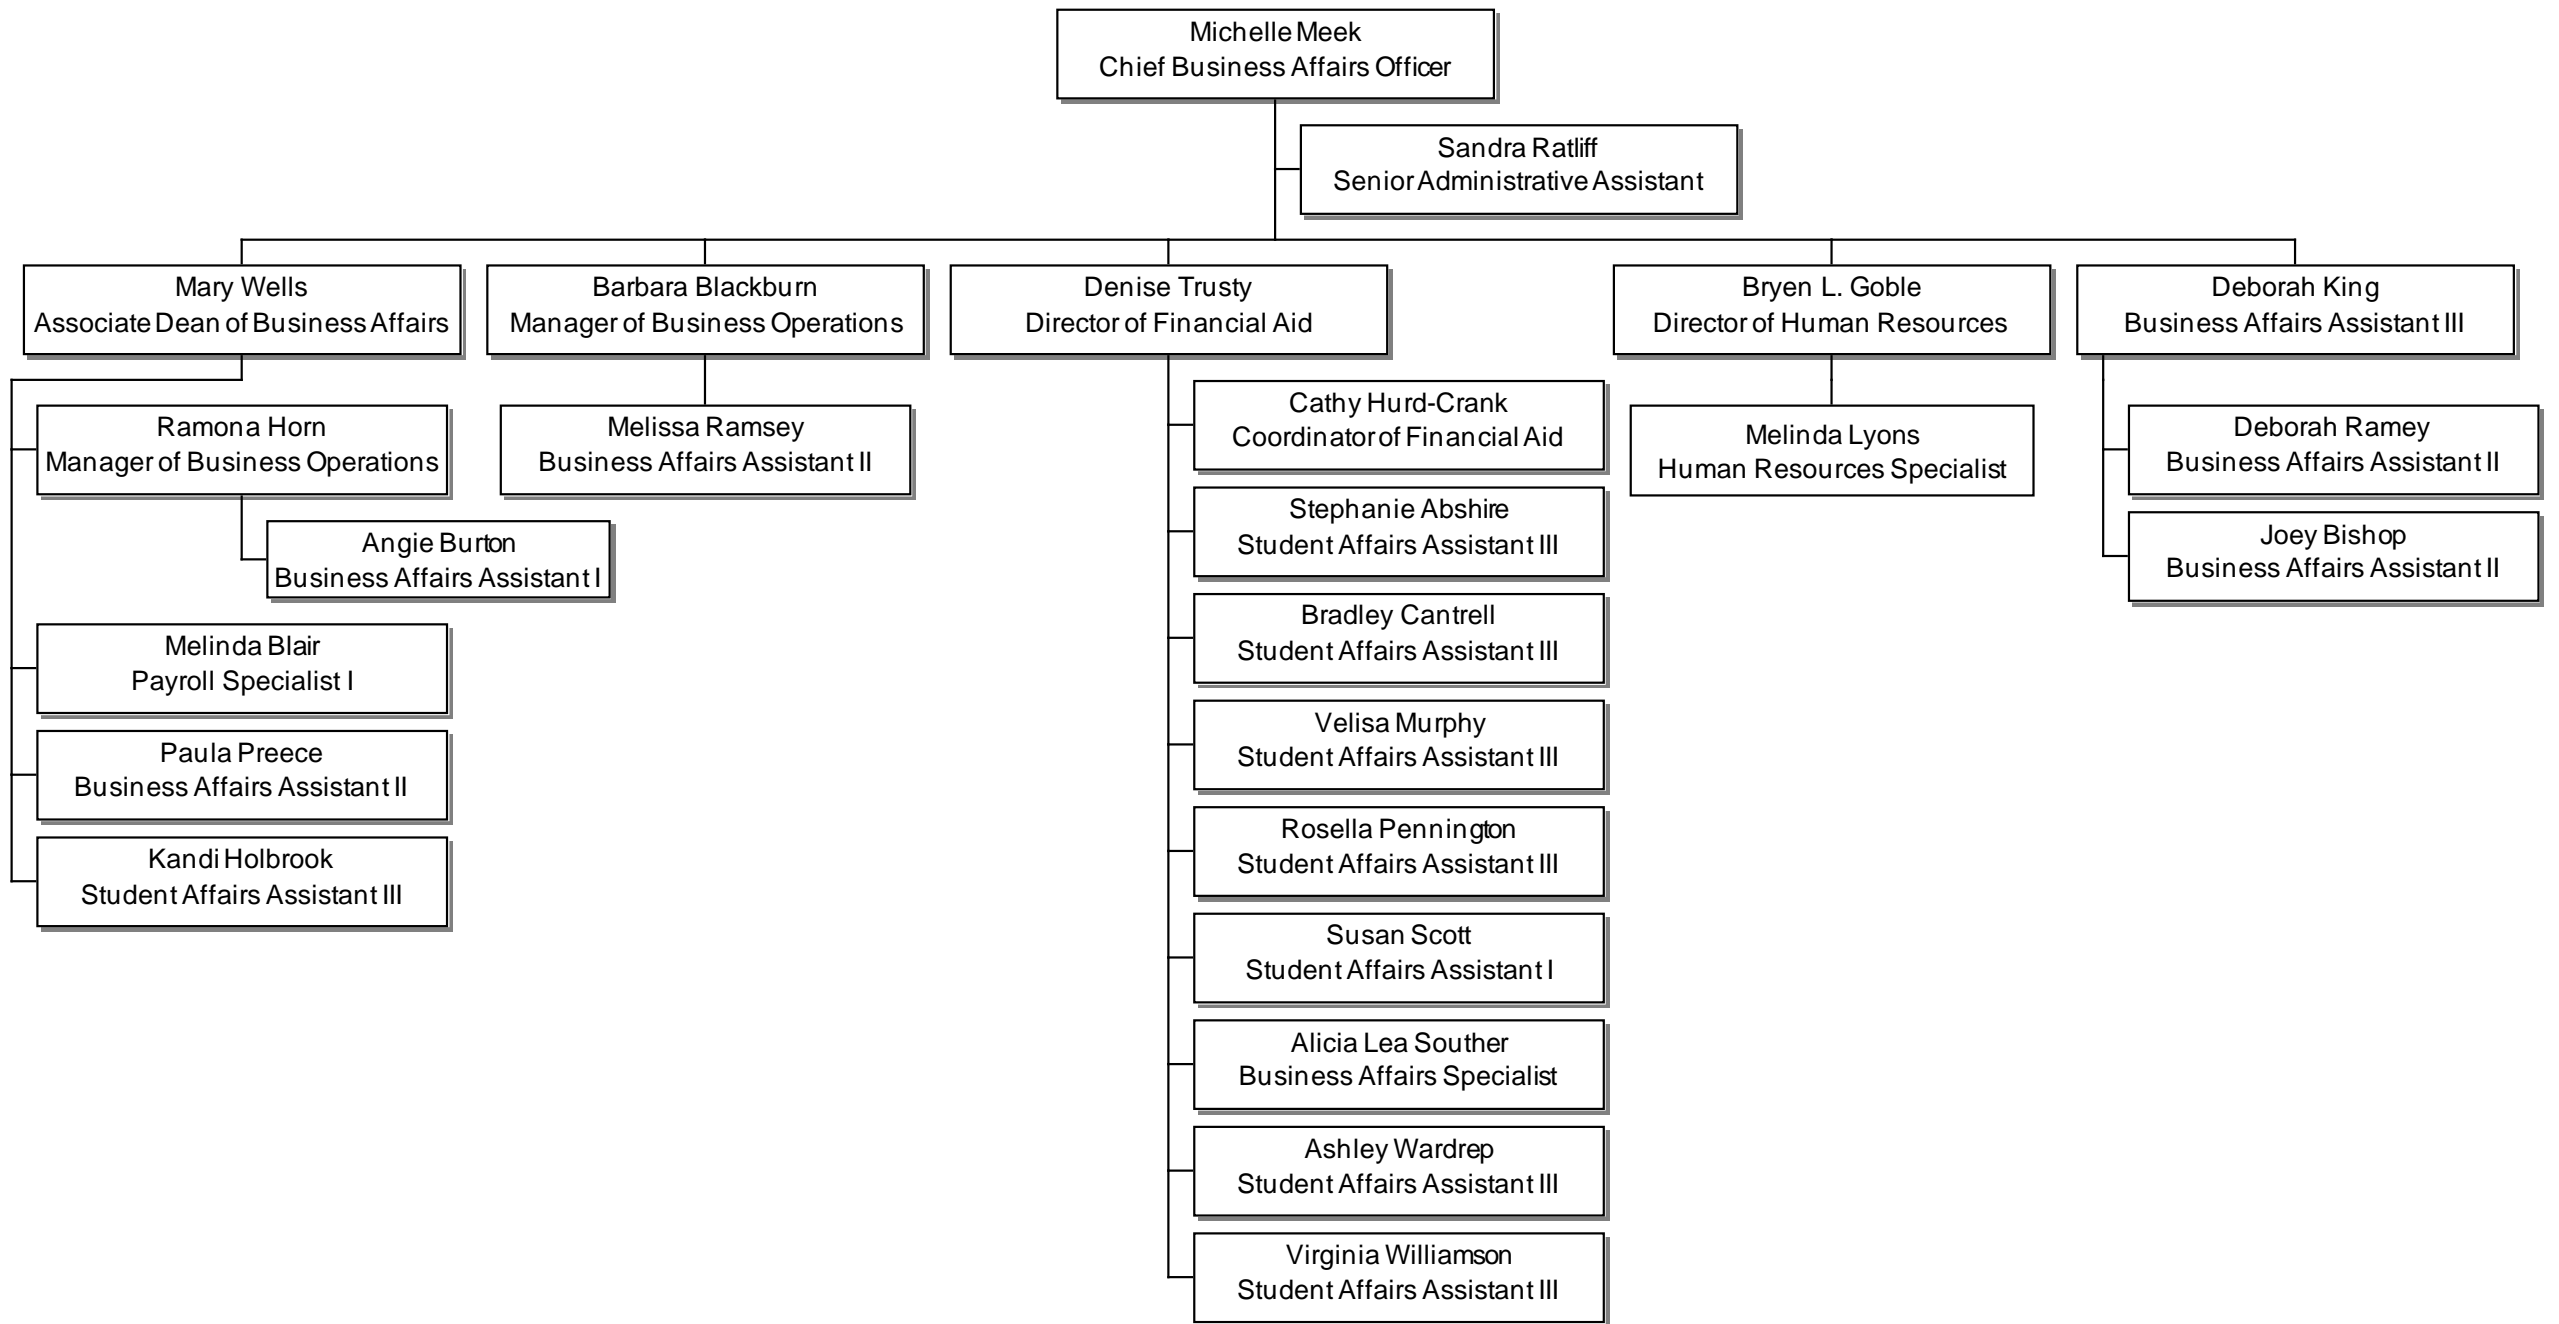 Michelle Meek
Chief Business Affairs Officer
Sandra Ratliff
Senior Administrative Assistant
Mary Wells
Associate Dean of Business Affairs
Barbara Blackburn
Manager of Business Operations
Denise Trusty
Director of Financial Aid
Bryen L. Goble
Director of Human Resources
Deborah King
Business Affairs Assistant III
Ramona Horn
Manager of Business Operations
Angie Burton
Business Affairs Assistant I
Melinda Blair
Payroll Specialist I
Paula Preece
Business Affairs Assistant II
Kandi Holbrook
Student Affairs Assistant III
Melissa Ramsey
Business Affairs Assistant II
Cathy Hurd-Crank
Coordinator of Financial Aid
Stephanie Abshire
Student Affairs Assistant III
Bradley Cantrell
Student Affairs Assistant III
Velisa Murphy
Student Affairs Assistant III
Rosella Pennington
Student Affairs Assistant III
Susan Scott
Student Affairs Assistant I
Alicia Lea Souther
Business Affairs Specialist
Ashley Wardrep
Student Affairs Assistant III
Virginia Williamson
Student Affairs Assistant III
Melinda Lyons
Human Resources Specialist
Deborah Ramey
Business Affairs Assistant II
Joey Bishop
Business Affairs Assistant II